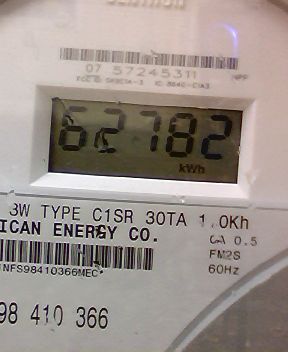 CENTRON
07 57245311
62782
kWh
3W TYPE C1SR 30TA 1.0Kh
ICAN ENERGY CO.
CA 0.5
FM2S
60Hz
NFS98410366MEC
98 410 366